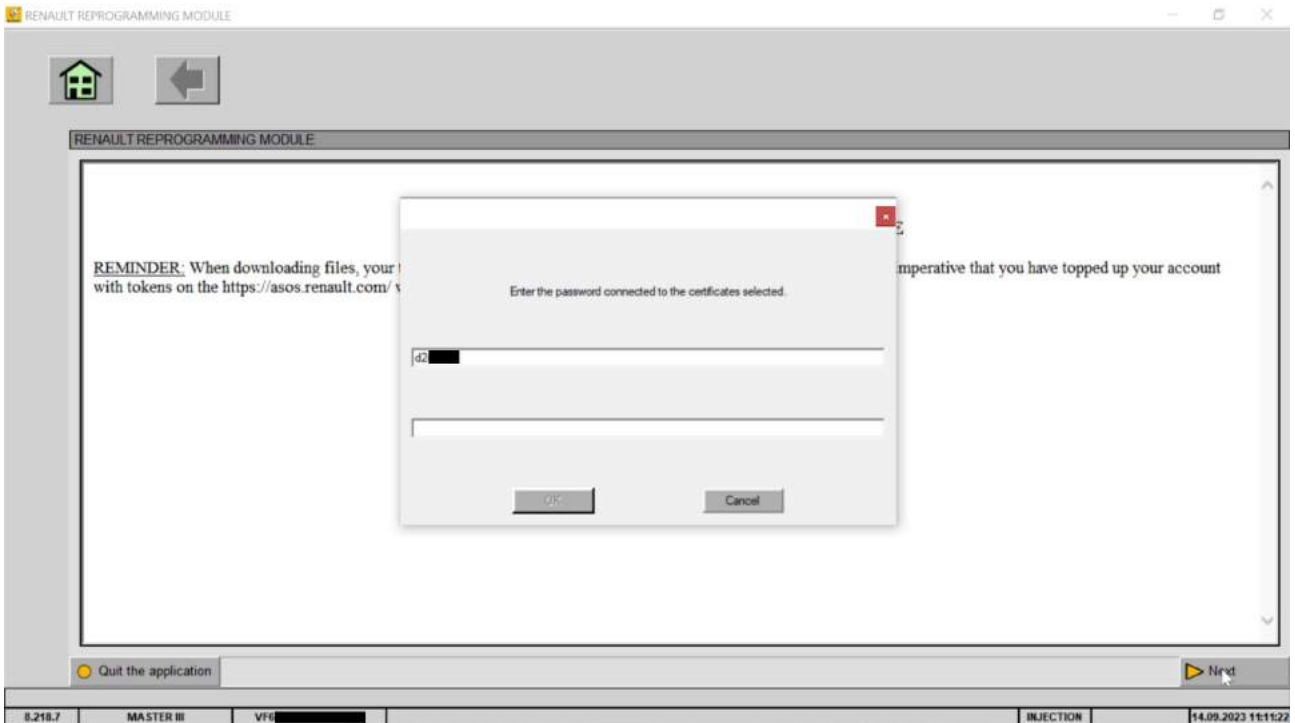 RENAULT REPROGRAMMING MODULE
RENAULT REPROGRAMMING MODULE
REMINDER: When downloading files, your imperative that you have topped up your account
with tokens on the https://asos.renault.com/
Enter the password connected to the certificates selected.
d2
OK
Cancel
Quit the application
Next
8.218.7
MASTER III
VF6
INJECTION
14.09.2023 11:11:22